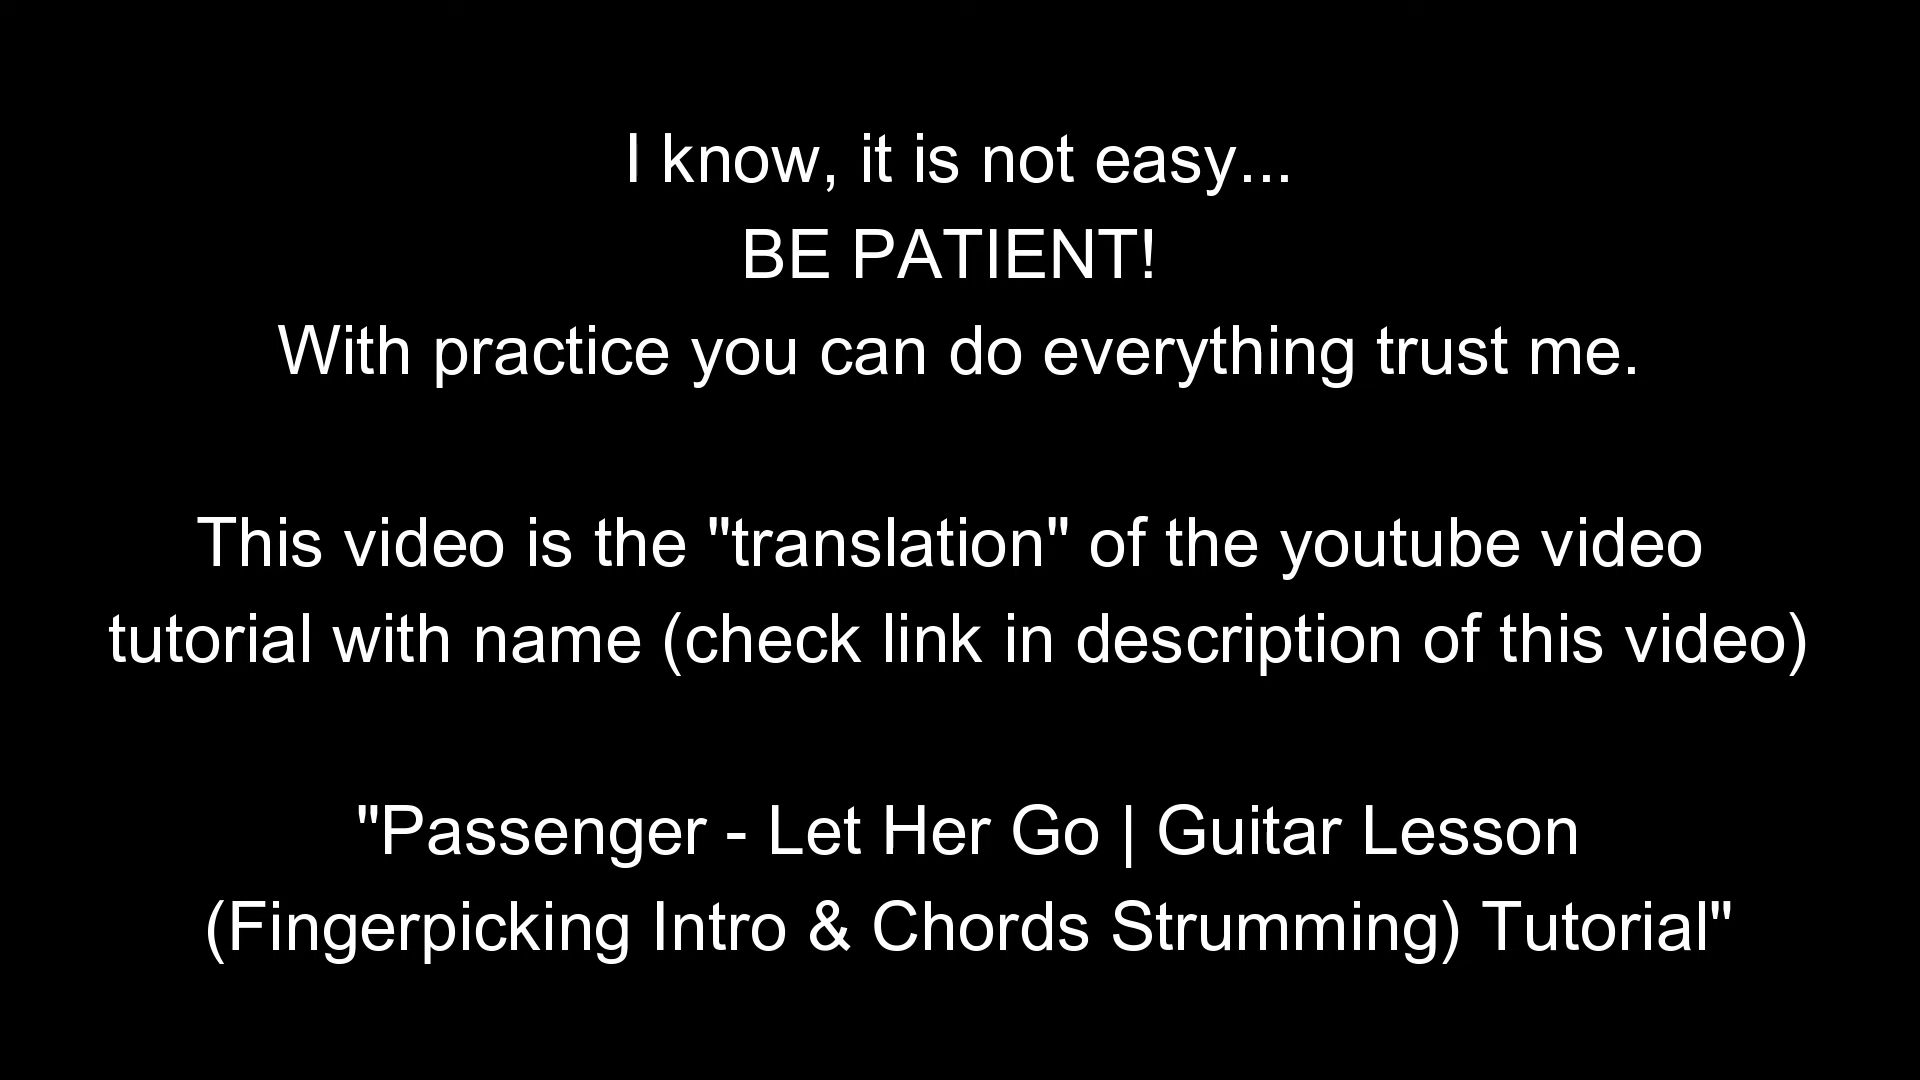 I know, it is not easy...
BE PATIENT!
With practice you can do everything trust me.
This video is the "translation" of the youtube video
tutorial with name (check link in description of this video)
"Passenger - Let Her Go | Guitar Lesson
(Fingerpicking Intro & Chords Strumming) Tutorial"